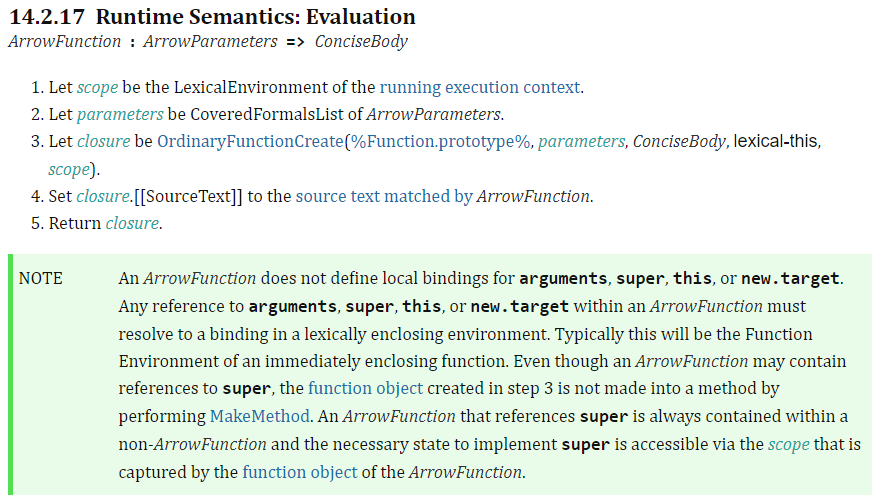 14.2.17 Runtime Semantics: Evaluation
ArrowFunction : ArrowParameters => ConciseBody
1. Let scope be the LexicalEnvironment of the running execution context.
2. Let parameters be CoveredFormalsList of ArrowParameters.
3. Let closure be OrdinaryFunctionCreate(%Function.prototype%, parameters, ConciseBody, lexical-this,
scope).
4. Set closure.[[SourceText]] to the source text matched by ArrowFunction.
5. Return closure.
NOTE An ArrowFunction does not define local bindings for arguments, super, this, or new.target.
Any reference to arguments, super, this, or new.target within an ArrowFunction must
resolve to a binding in a lexically enclosing environment. Typically this will be the Function
Environment of an immediately enclosing function. Even though an ArrowFunction may contain
references to super, the function object created in step 3 is not made into a method by
performing MakeMethod. An ArrowFunction that references super is always contained within a
non-ArrowFunction and the necessary state to implement super is accessible via the scope that is
captured by the function object of the ArrowFunction.